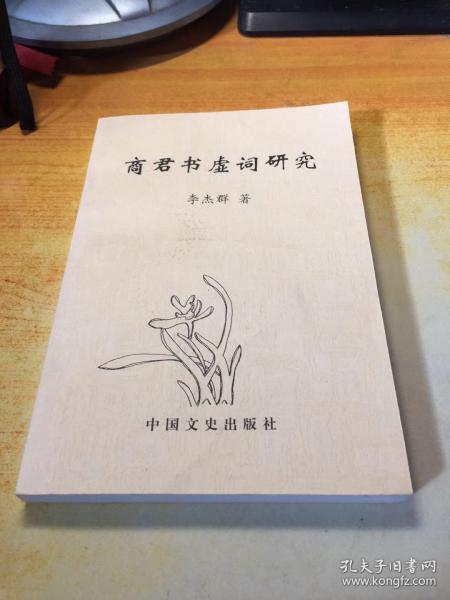 商君书虚词研究
李杰群 著
中国文史出版社
孔夫子旧书网
www.kongfz.com